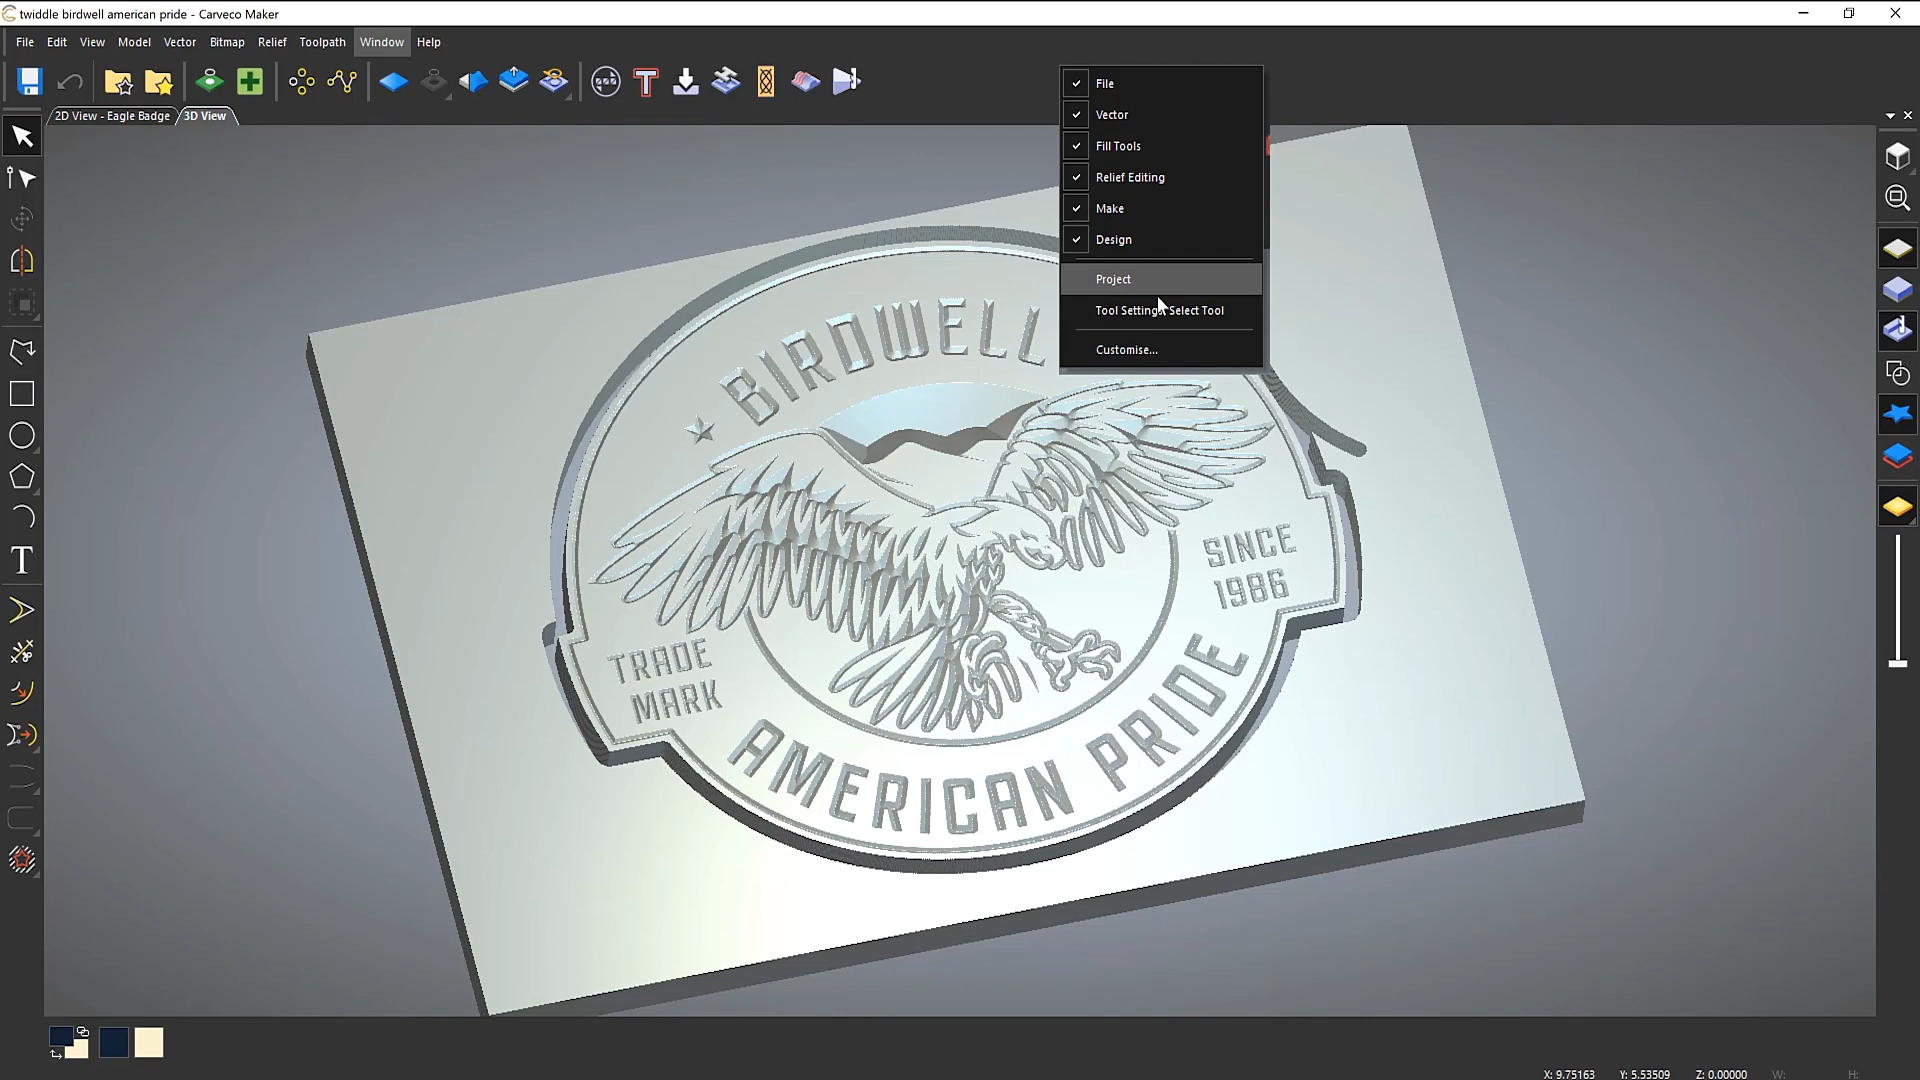 twiddle birdwell american pride - Carveco Maker
File Edit View Model Vector Bitmap Relief Toolpath Window Help
2D View - Eagle Badge 3D View
File
Vector
Fill Tools
Relief Editing
Make
Design
Project
Tool Settings Select Tool
Customise...
BIRDWELL
SINCE
1986
TRADE
MARK
AMERICAN PRIDE
T
X: 9.75163 Y: 5.53509 Z: 0.00000 W: H: